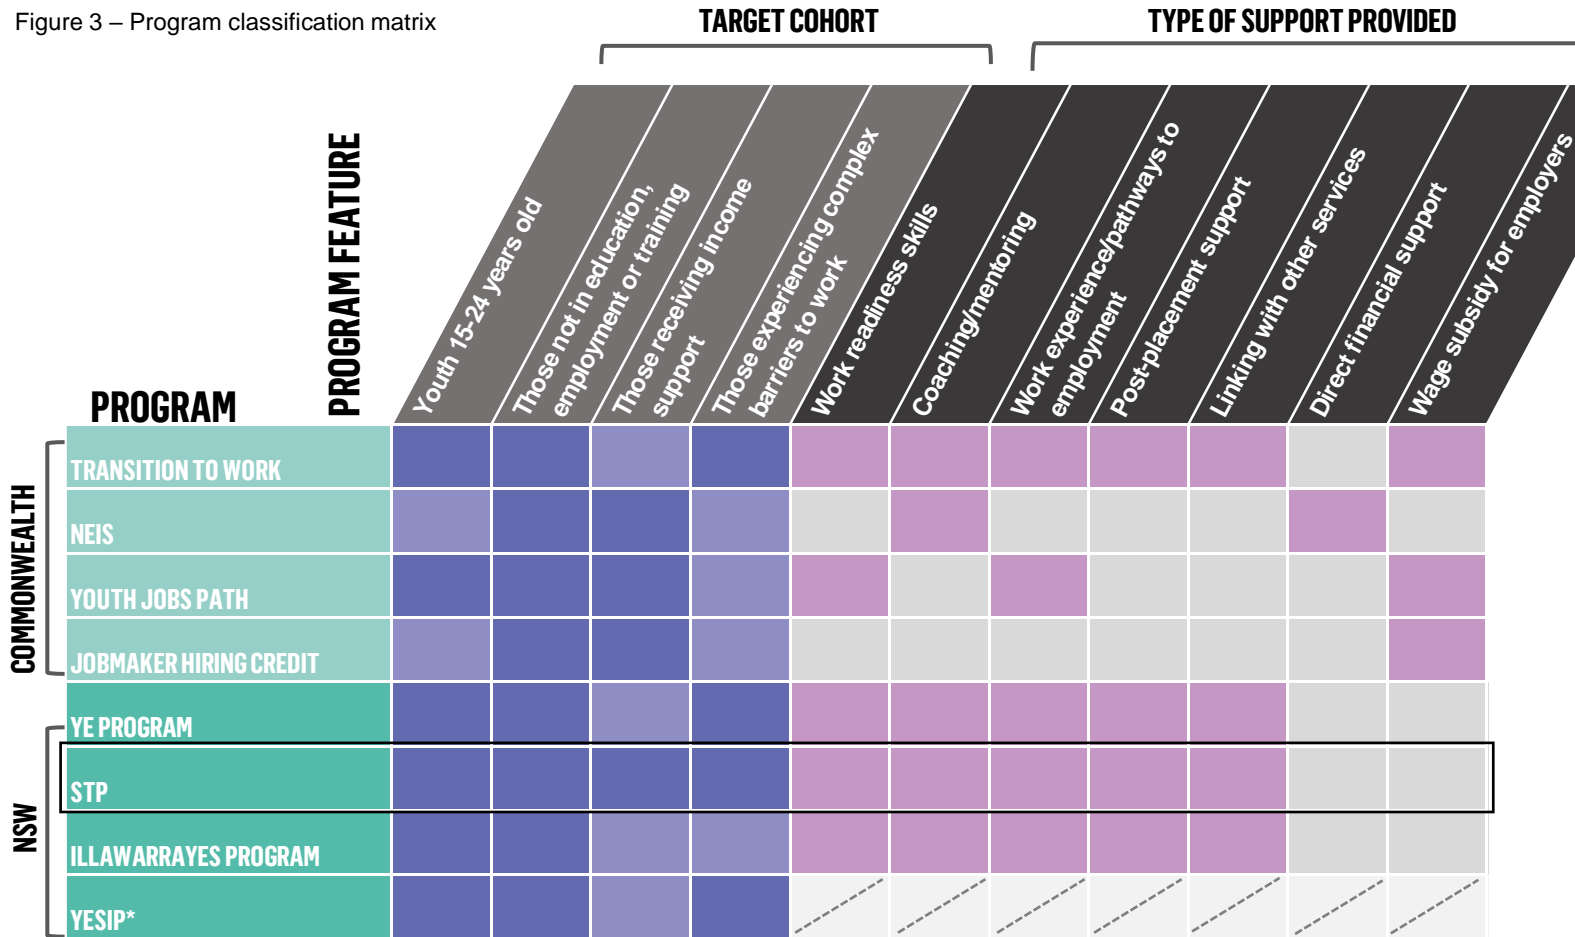 Figure 3 – Program classification matrix
TARGET COHORT
TYPE OF SUPPORT PROVIDED
PROGRAM FEATURE
Youth 15-24 years old
Those not in education,
employment or training
Those receiving income
support
Those experiencing complex
barriers to work
Work readiness skills
Coaching/mentoring
Work experience/pathways to
employment
Post-placement support
Linking with other services
Direct financial support
Wage subsidy for employers
PROGRAM
COMMONWEALTH
TRANSITION TO WORK
NEIS
YOUTH JOBS PATH
JOBMAKER HIRING CREDIT
NSW
YE PROGRAM
STP
ILLAWARRAYES PROGRAM
YESIP*